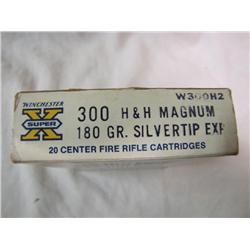 W300H2
WINCHESTER
SUPER X
300 H&H MAGNUM
180 GR. SILVERTIP EXP
20 CENTER FIRE RIFLE CARTRIDGES